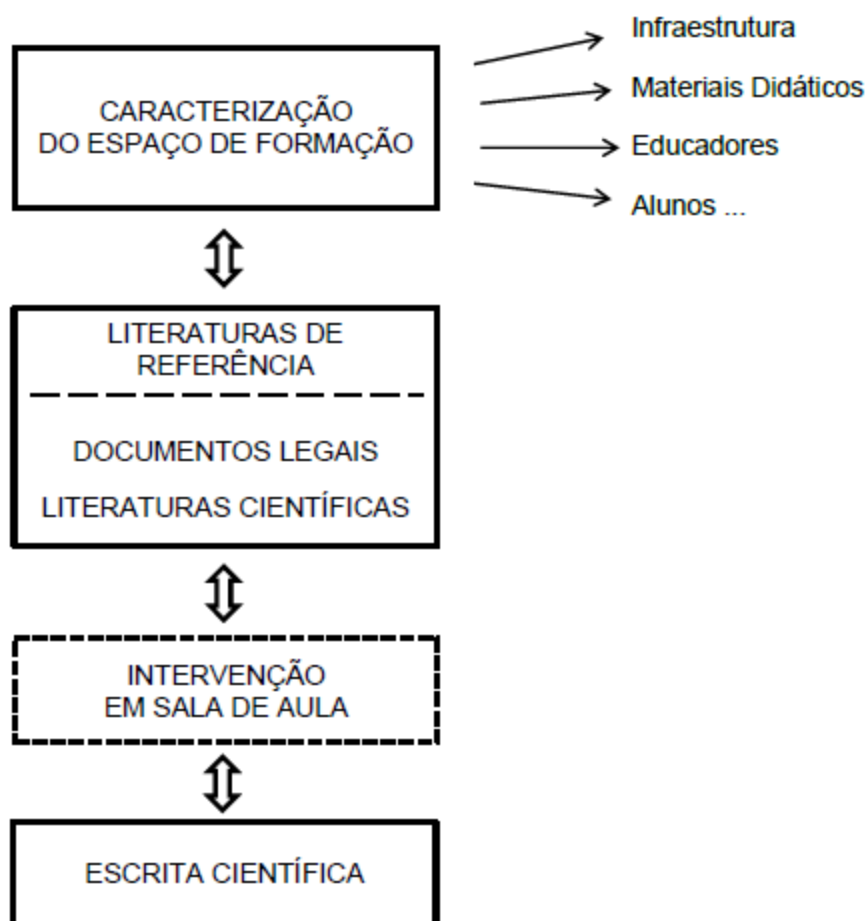 Infraestrutura
CARACTERIZAÇÃO
DO ESPAÇO DE FORMAÇÃO
Materiais Didáticos
Educadores
Alunos ...
LITERATURAS DE
REFERÊNCIA
DOCUMENTOS LEGAIS
LITERATURAS CIENTÍFICAS
INTERVENÇÃO
EM SALA DE AULA
ESCRITA CIENTÍFICA